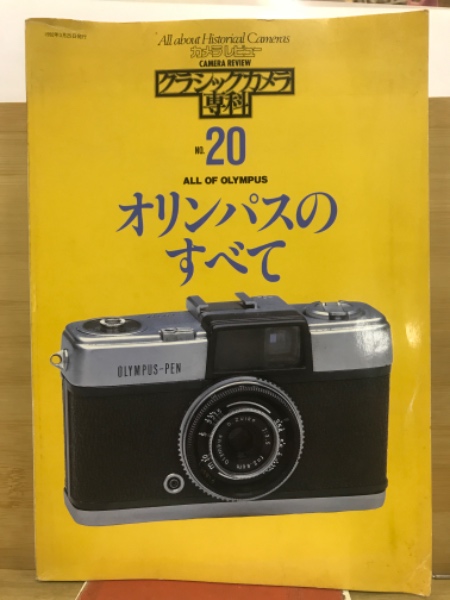 All about Historical Cameras
カメラレビュー
CAMERA REVIEW
クラシックカメラ
専科
NO. 20
ALL OF OLYMPUS
オリンパスの
すべて
OLYMPUS-PEN